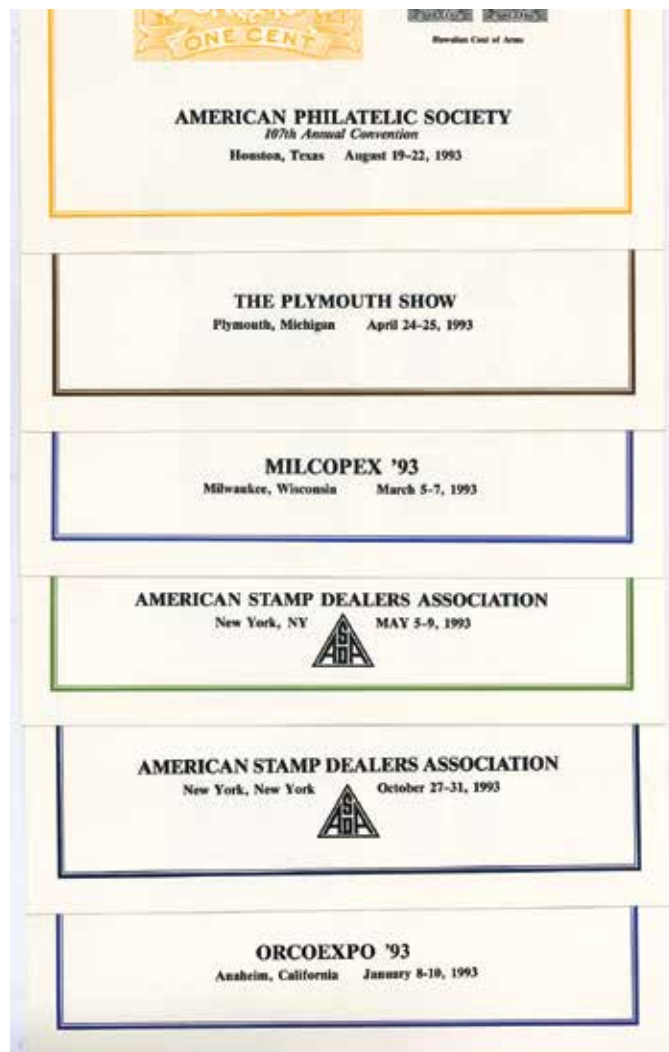 ONE CENT
Hawaiian Coat of Arms
AMERICAN PHILATELIC SOCIETY
107th Annual Convention
Houston, Texas August 19–22, 1993
THE PLYMOUTH SHOW
Plymouth, Michigan April 24–25, 1993
MILCOPEX '93
Milwaukee, Wisconsin March 5–7, 1993
AMERICAN STAMP DEALERS ASSOCIATION
New York, NY MAY 5–9, 1993
ASDA
AMERICAN STAMP DEALERS ASSOCIATION
New York, New York October 27–31, 1993
ASDA
ORCOEXPO '93
Anaheim, California January 8-10, 1993